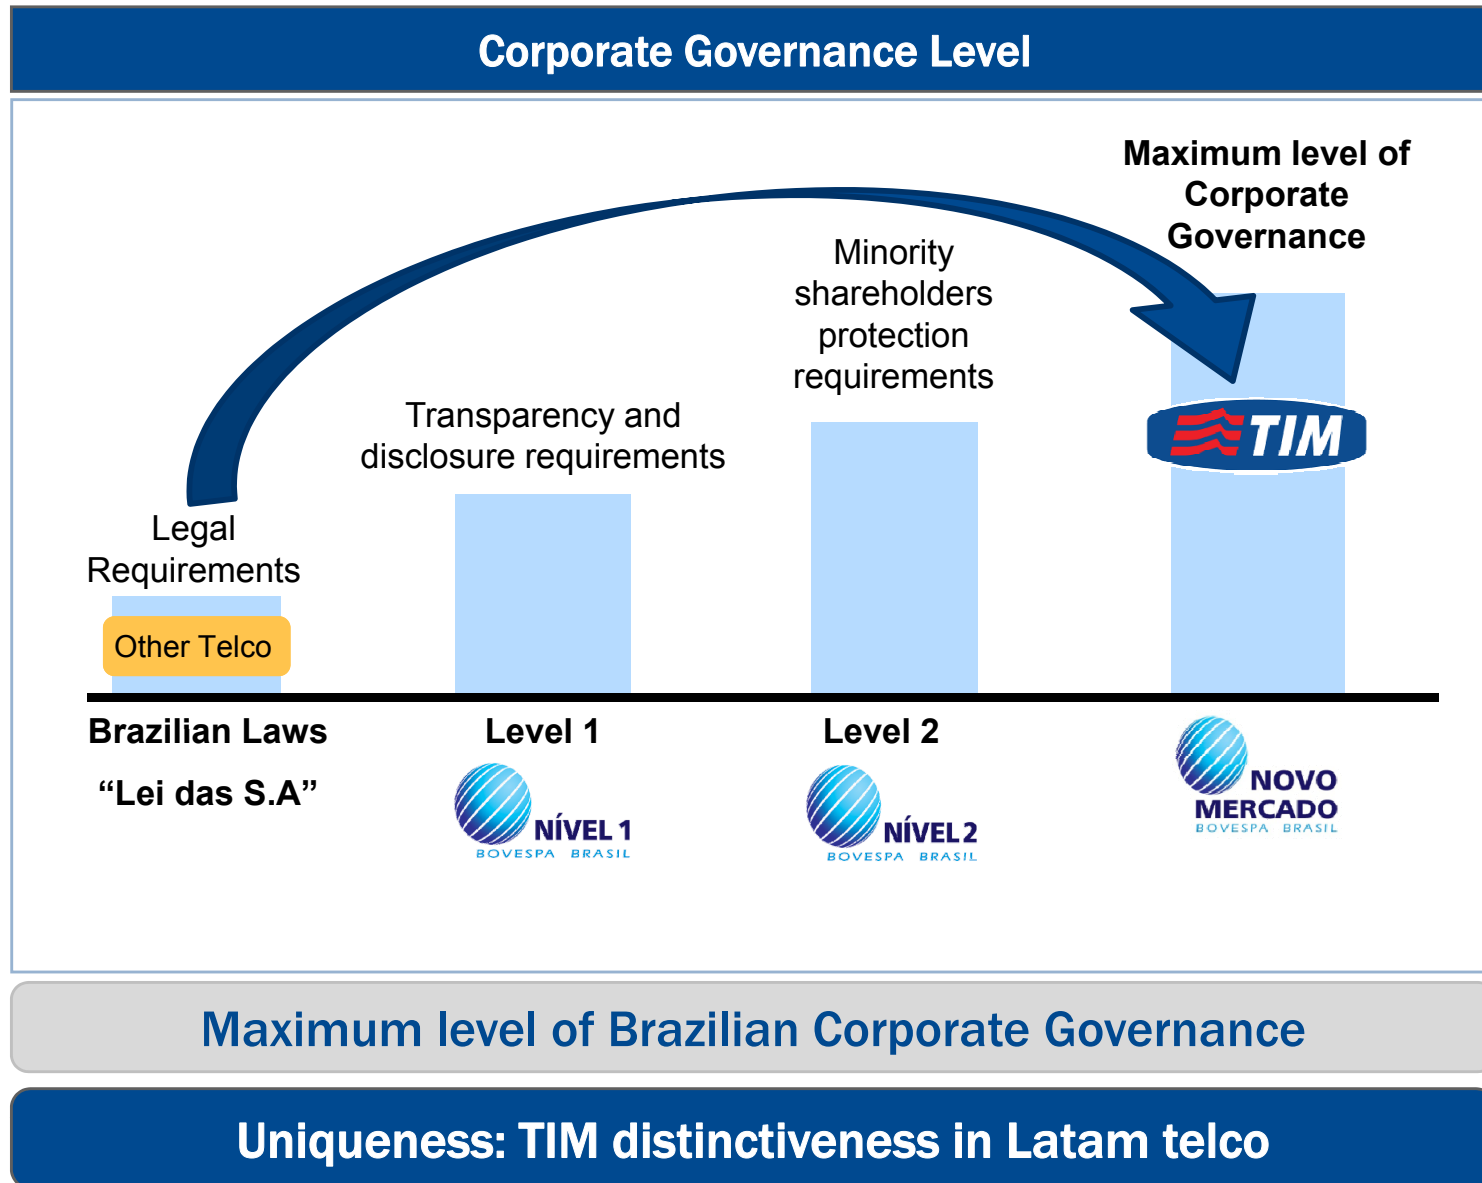 Corporate Governance Level
Maximum level of
Corporate
Governance
Minority
shareholders
protection
requirements
Transparency and
disclosure requirements
Legal
Requirements
TIM
Other Telco
Brazilian Laws
“Lei das S.A”
Level 1
Level 2
NÍVEL 1
BOVESPA BRASIL
NÍVEL 2
BOVESPA BRASIL
NOVO
MERCADO
BOVESPA BRASIL
Maximum level of Brazilian Corporate Governance
Uniqueness: TIM distinctiveness in Latam telco